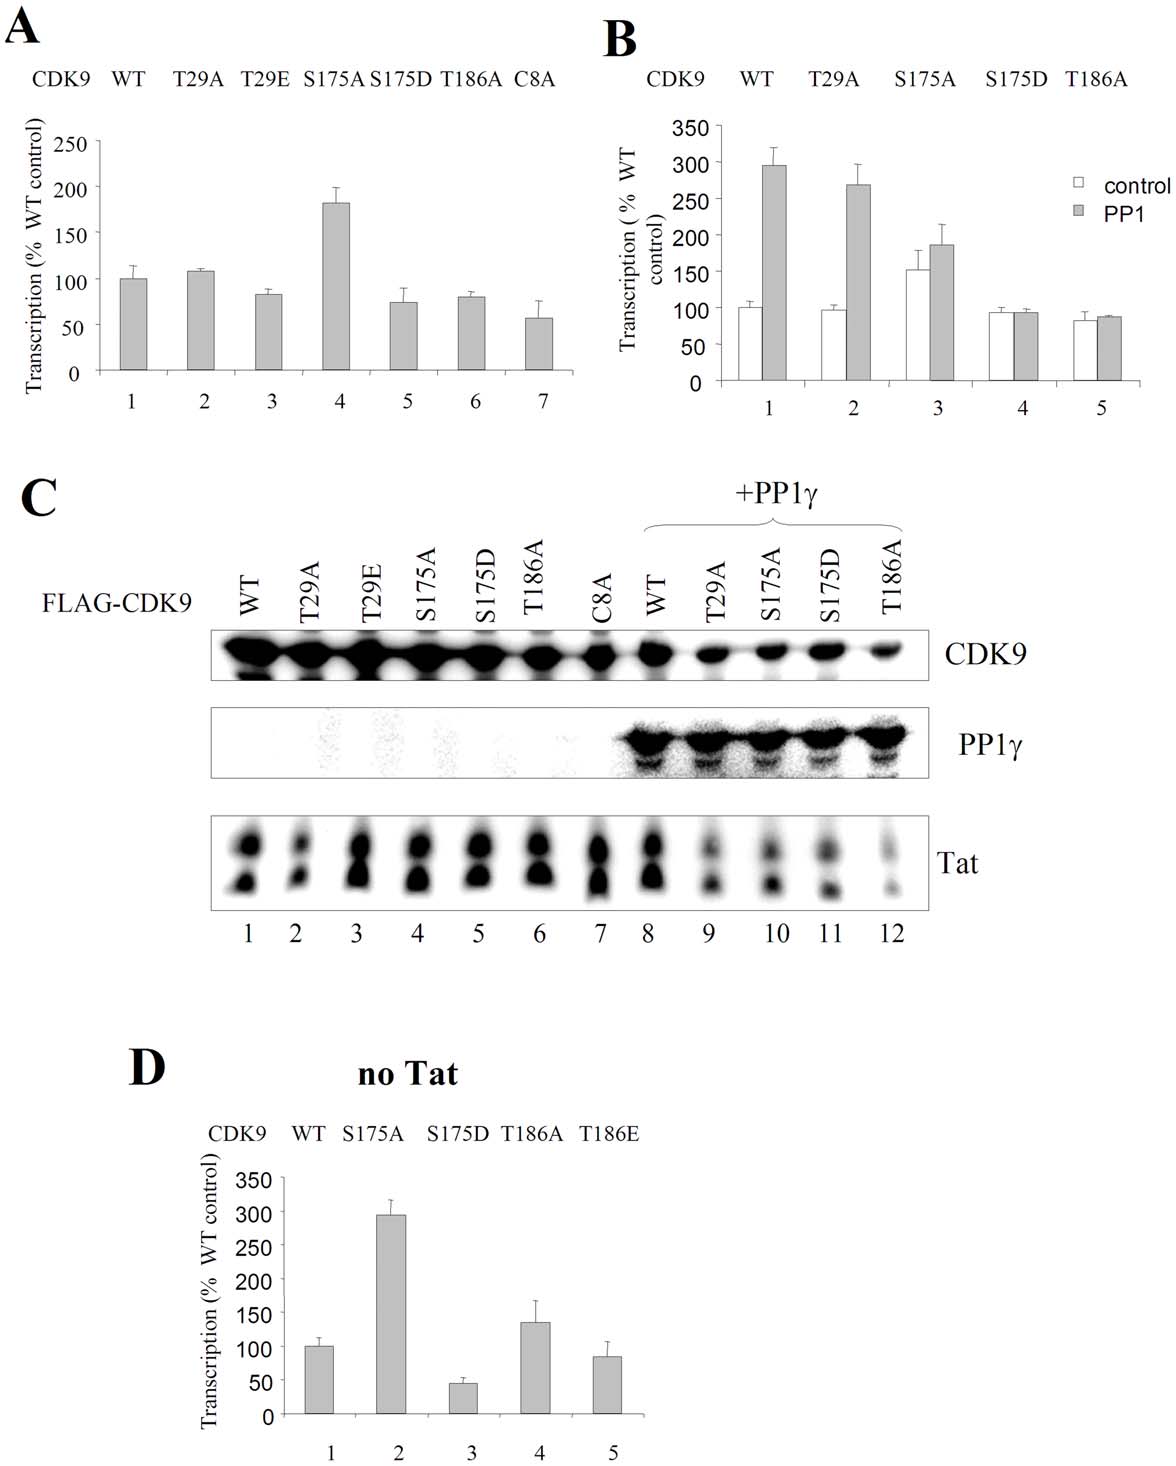 A
CDK9 WT T29A T29E S175A S175D T186A C8A
Transcription (% WT control)
250
200
150
100
50
0
1 2 3 4 5 6 7
B
CDK9 WT T29A S175A S175D T186A
Transcription ( % WT
control)
350
300
250
200
150
100
50
0
control
PP1
1 2 3 4 5
C
+PP1γ
FLAG-CDK9 WT T29A T29E S175A S175D T186A C8A WT T29A S175A S175D T186A
CDK9
PP1γ
Tat
1 2 3 4 5 6 7 8 9 10 11 12
D
no Tat
CDK9 WT S175A S175D T186A T186E
Transcription (% WT control)
350
300
250
200
150
100
50
0
1 2 3 4 5